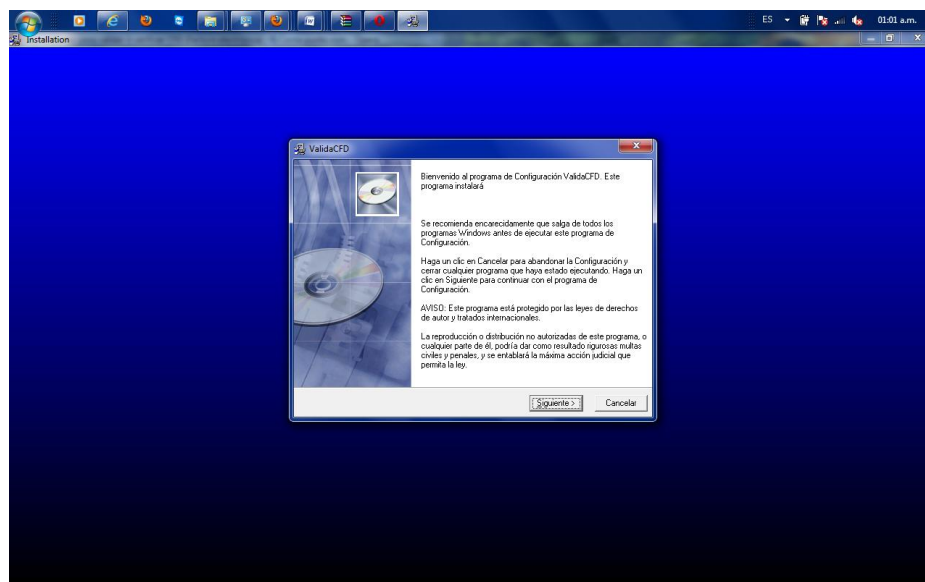 ES
01:01 a.m.
Installation
ValidaCFD
Bienvenido al programa de Configuración ValidaCFD. Este
programa instalará
Se recomienda encarecidamente que salga de todos los
programas Windows antes de ejecutar este programa de
Configuración.
Haga un clic en Cancelar para abandonar la Configuración y
cerrar cualquier programa que haya estado ejecutando. Haga un
clic en Siguiente para continuar con el programa de
Configuración.
AVISO: Este programa está protegido por las leyes de derechos
de autor y tratados internacionales.
La reproducción o distribución no autorizadas de este programa, o
cualquier parte de él, podría dar como resultado rigurosas multas
civiles y penales, y se entablará la máxima acción judicial que
permita la ley.
Siguiente >
Cancelar